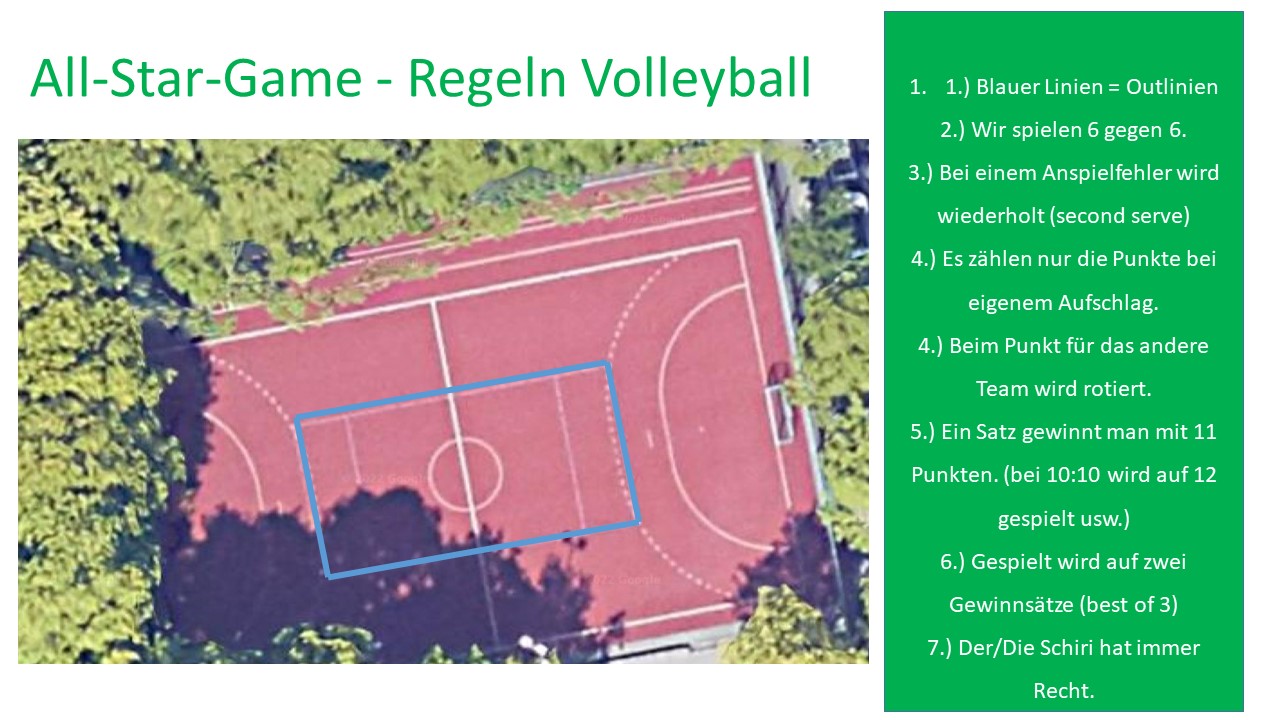 All-Star-Game - Regeln Volleyball
1. 1.) Blauer Linien = Outlinien
2.) Wir spielen 6 gegen 6.
3.) Bei einem Anspielfehler wird
wiederholt (second serve)
4.) Es zählen nur die Punkte bei
eigenem Aufschlag.
4.) Beim Punkt für das andere
Team wird rotiert.
5.) Ein Satz gewinnt man mit 11
Punkten. (bei 10:10 wird auf 12
gespielt usw.)
6.) Gespielt wird auf zwei
Gewinnsätze (best of 3)
7.) Der/Die Schiri hat immer
Recht.
© 2022 Google
Google